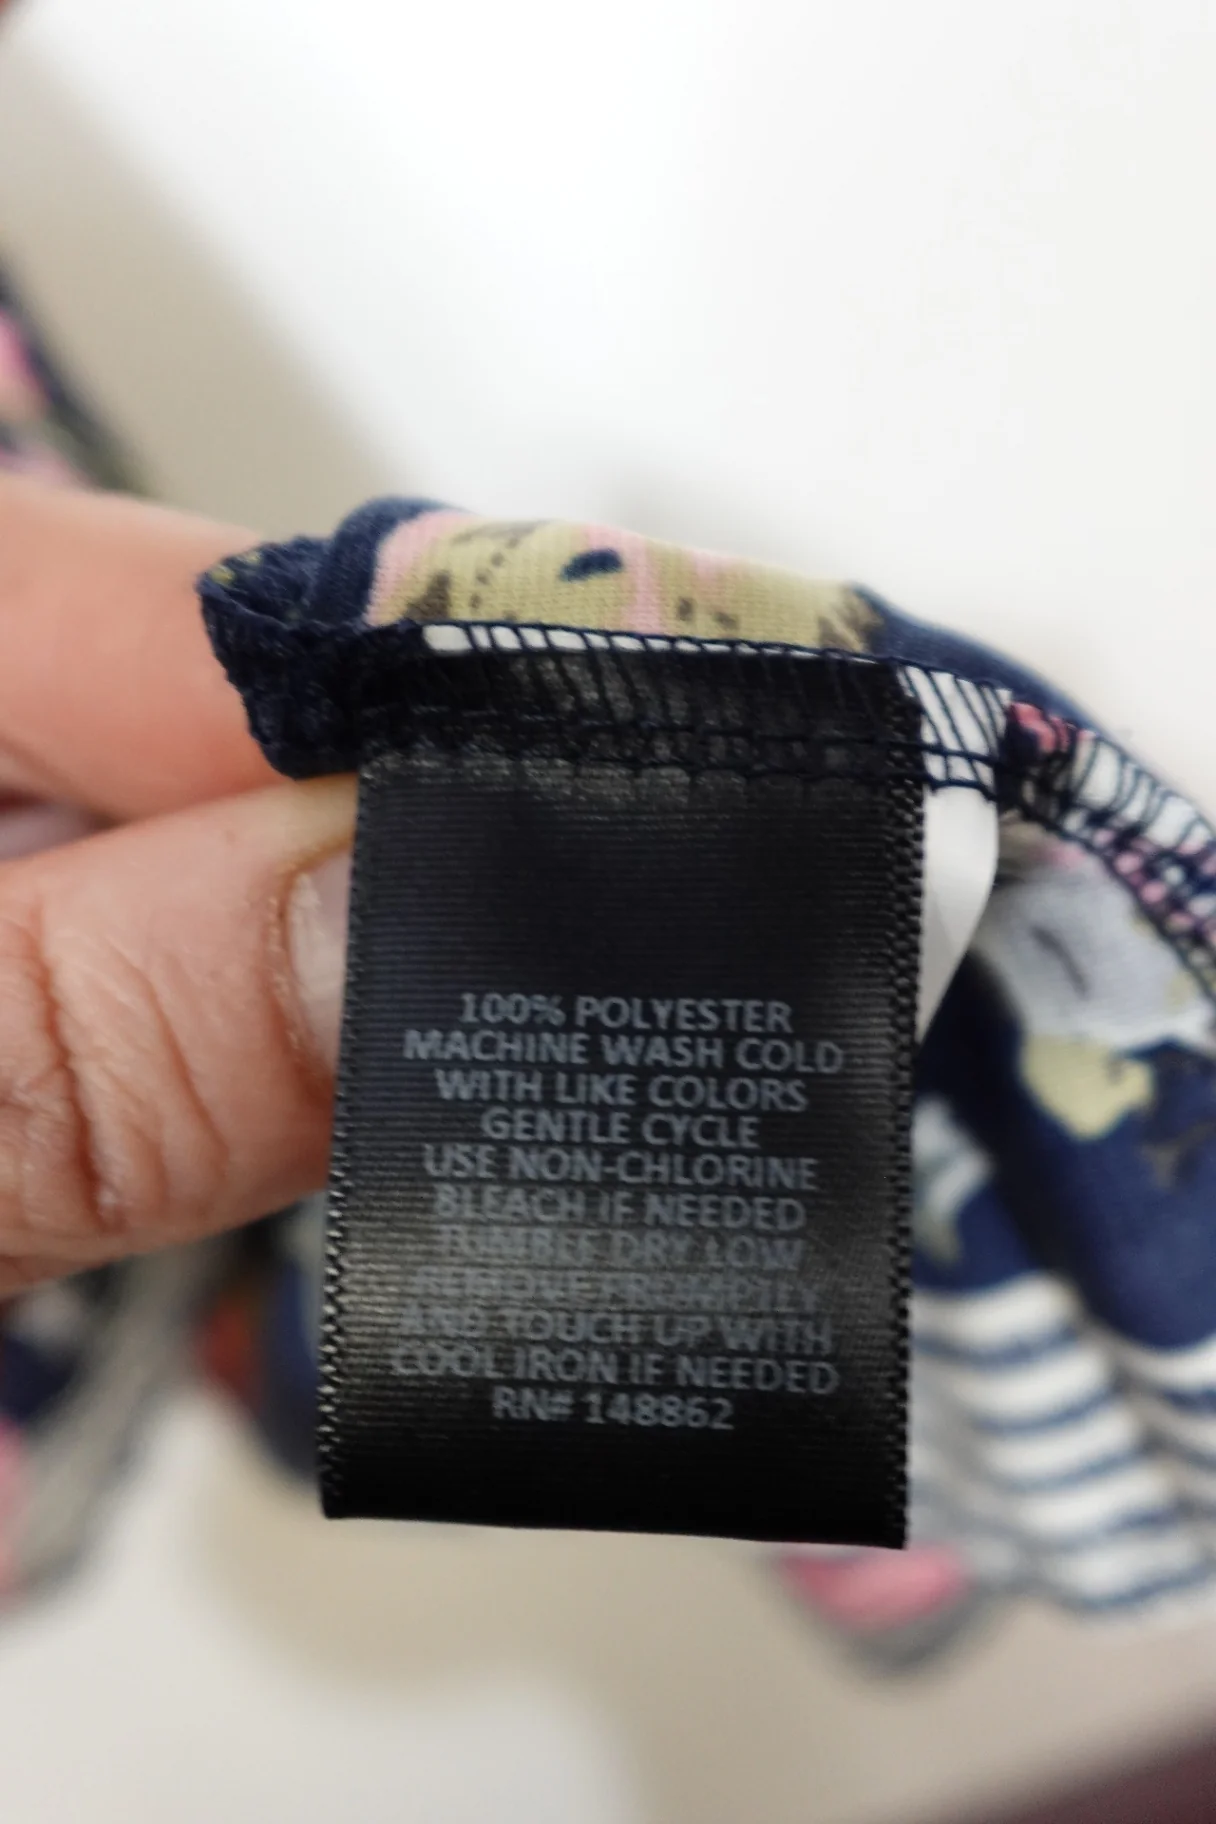 100% POLYESTER
MACHINE WASH COLD
WITH LIKE COLORS
GENTLE CYCLE
USE NON-CHLORINE
BLEACH IF NEEDED
TUMBLE DRY LOW
REMOVE PROMPTLY
AND TOUCH UP WITH
COOL IRON IF NEEDED
RN# 148862